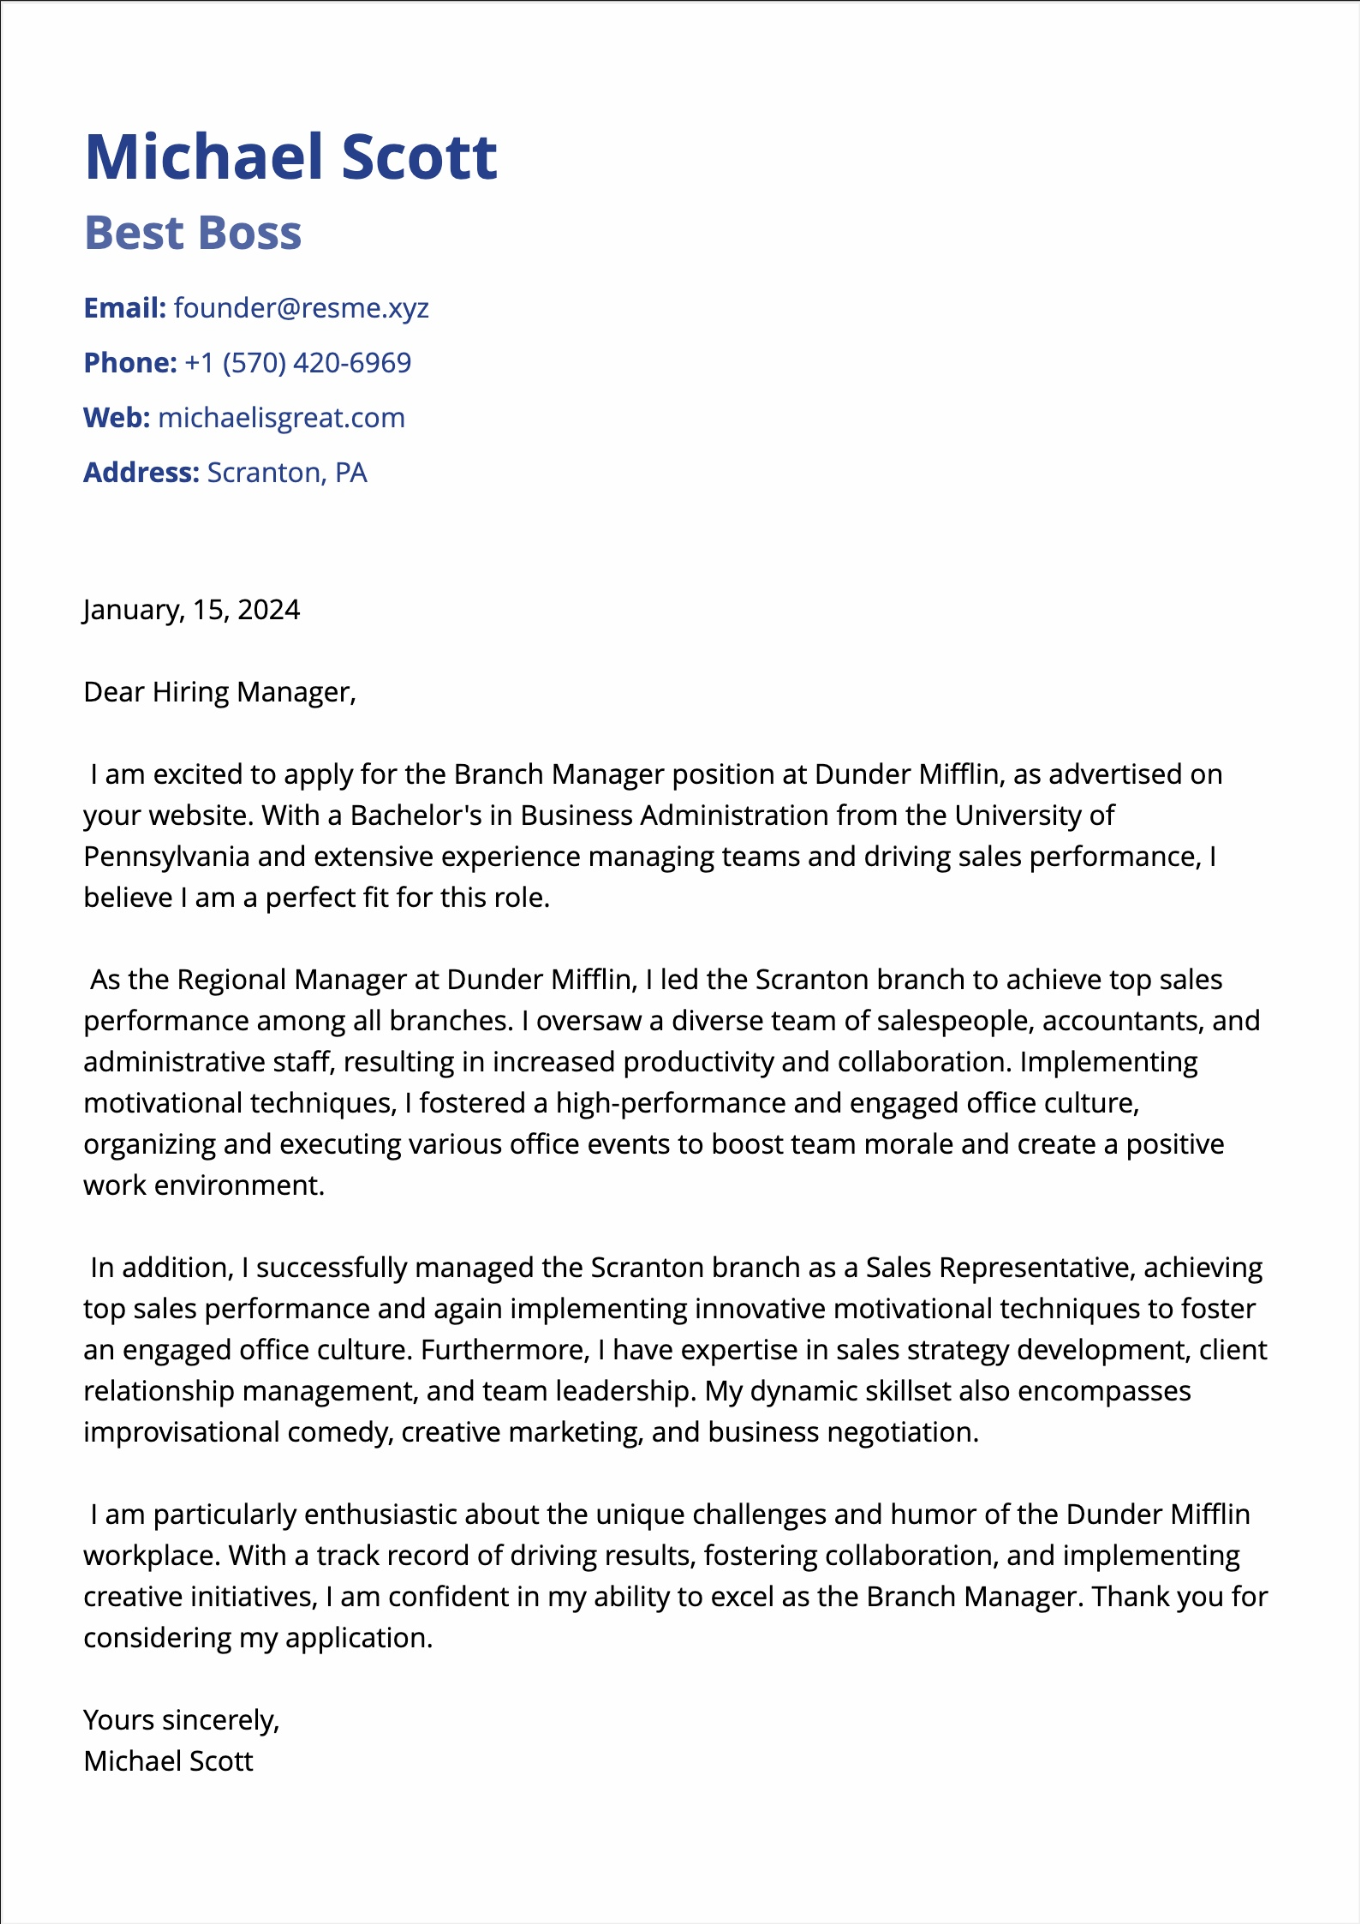 Michael Scott
Best Boss
Email: founder@resme.xyz
Phone: +1 (570) 420-6969
Web: michaelisgreat.com
Address: Scranton, PA
January, 15, 2024
Dear Hiring Manager,
I am excited to apply for the Branch Manager position at Dunder Mifflin, as advertised on
your website. With a Bachelor's in Business Administration from the University of
Pennsylvania and extensive experience managing teams and driving sales performance, I
believe I am a perfect fit for this role.
As the Regional Manager at Dunder Mifflin, I led the Scranton branch to achieve top sales
performance among all branches. I oversaw a diverse team of salespeople, accountants, and
administrative staff, resulting in increased productivity and collaboration. Implementing
motivational techniques, I fostered a high-performance and engaged office culture,
organizing and executing various office events to boost team morale and create a positive
work environment.
In addition, I successfully managed the Scranton branch as a Sales Representative, achieving
top sales performance and again implementing innovative motivational techniques to foster
an engaged office culture. Furthermore, I have expertise in sales strategy development, client
relationship management, and team leadership. My dynamic skillset also encompasses
improvisational comedy, creative marketing, and business negotiation.
I am particularly enthusiastic about the unique challenges and humor of the Dunder Mifflin
workplace. With a track record of driving results, fostering collaboration, and implementing
creative initiatives, I am confident in my ability to excel as the Branch Manager. Thank you for
considering my application.
Yours sincerely,
Michael Scott